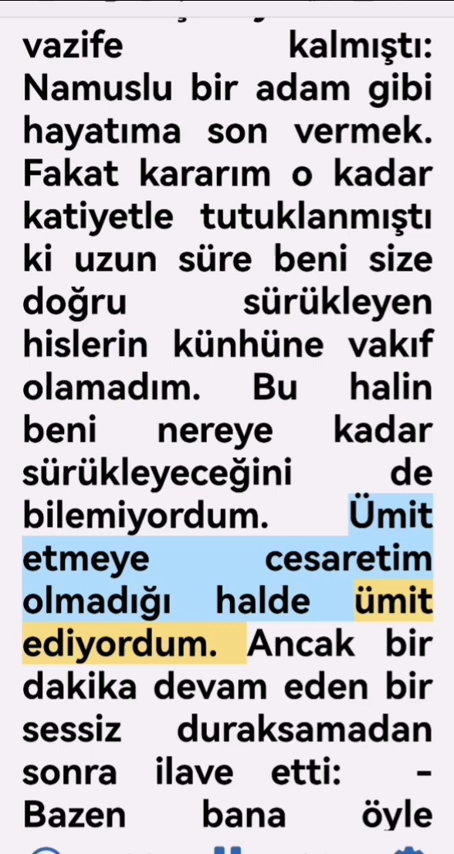 vazife kalmıştı:
Namuslu bir adam gibi
hayatıma son vermek.
Fakat kararım o kadar
katiyetle tutuklanmıştı
ki uzun süre beni size
doğru sürükleyen
hislerin künhüne vakıf
olamadım. Bu halin
beni nereye kadar
sürükleyeceğini de
bilemiyordum. Ümit
etmeye cesaretim
olmadığı halde ümit
ediyordum. Ancak bir
dakika devam eden bir
sessiz duraksamadan
sonra ilave etti: -
Bazen bana öyle